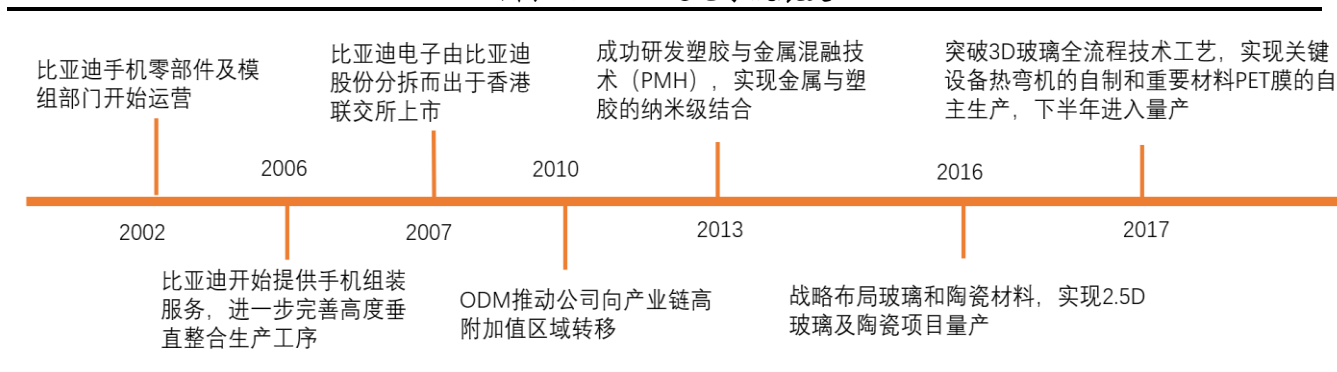 比亚迪手机零部件及模
组部门开始运营
2002
2006
比亚迪开始提供手机组装
服务，进一步完善高度垂
直整合生产工序
比亚迪电子由比亚迪
股份分拆而出于香港
联交所上市
2007
2010
ODM推动公司向产业链高
附加值区域转移
成功研发塑胶与金属混融技
术（PMH），实现金属与塑
胶的纳米级结合
2013
2016
战略布局玻璃和陶瓷材料，实现2.5D
玻璃及陶瓷项目量产
突破3D玻璃全流程技术工艺，实现关键
设备热弯机的自制和重要材料PET膜的自
主生产，下半年进入量产
2017